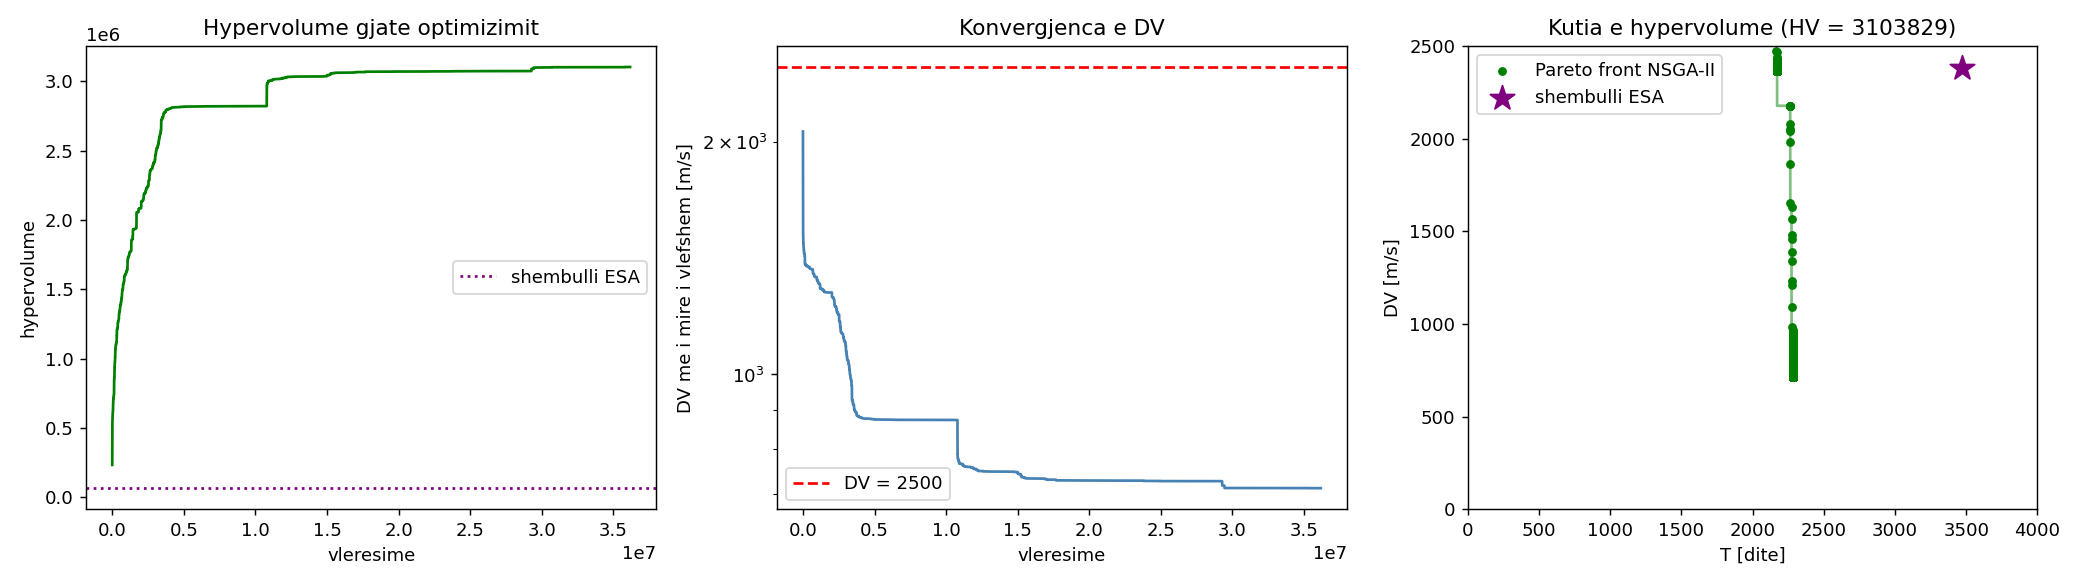 Hypervolume gjate optimizimit
1e6
hypervolume
3.0
2.5
2.0
1.5
1.0
0.5
0.0
shembulli ESA
0.0 0.5 1.0 1.5 2.0 2.5 3.0 3.5
1e7
vleresime
Konvergjenca e DV
DV me i mire i vlefshem [m/s]
2 × 10³
10³
DV = 2500
0.0 0.5 1.0 1.5 2.0 2.5 3.0 3.5
1e7
vleresime
Kutia e hypervolume (HV = 3103829)
DV [m/s]
2500
2000
1500
1000
500
0
Pareto front NSGA-II
shembulli ESA
0 500 1000 1500 2000 2500 3000 3500 4000
T [dite]